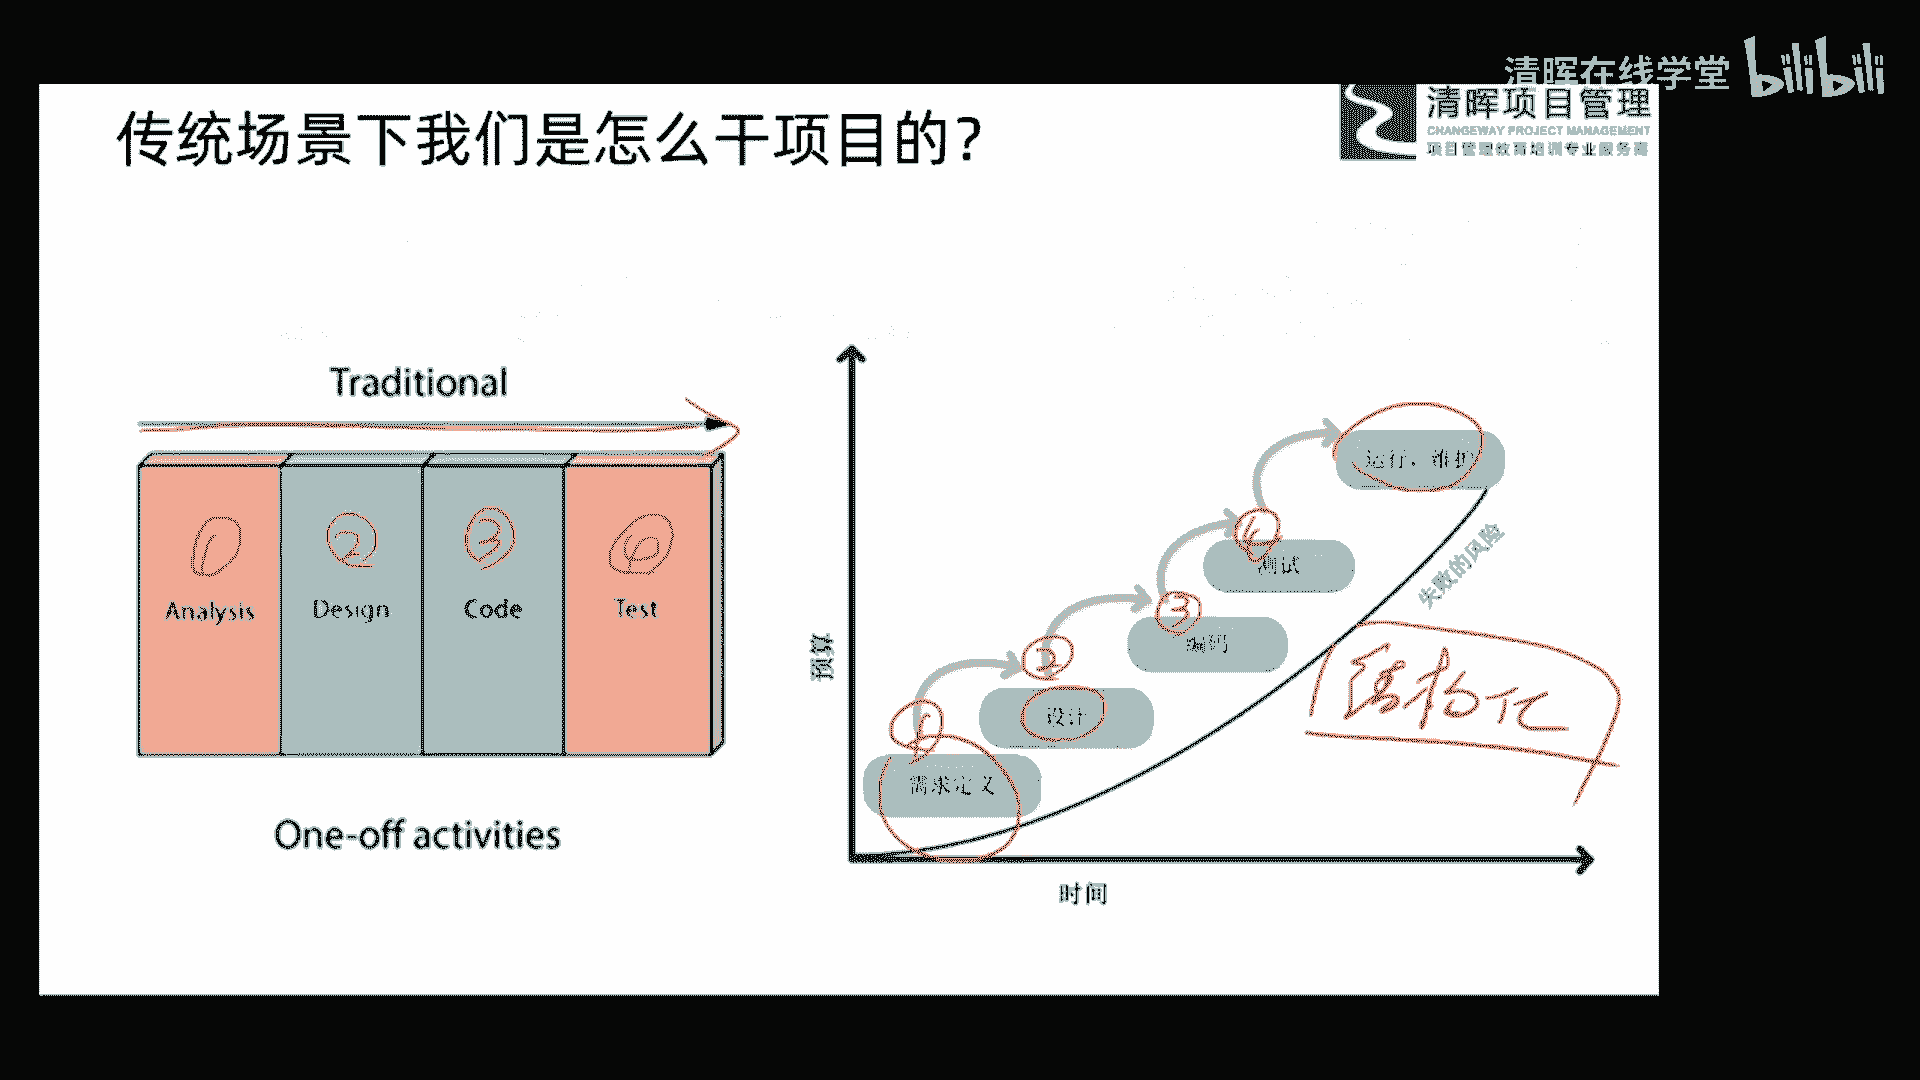 清晖在线学堂 bilibili
传统场景下我们是怎么干项目的？
清晖项目管理
CHANGEWAY PROJECT MANAGEMENT
项目管理教育培训专业服务商
Traditional
① ② ③ ④
Analysis Design Code Test
One-off activities
预算
运行，维护
④
测试
③
编码
②
设计
①
需求定义
失败的风险
结构化
时间